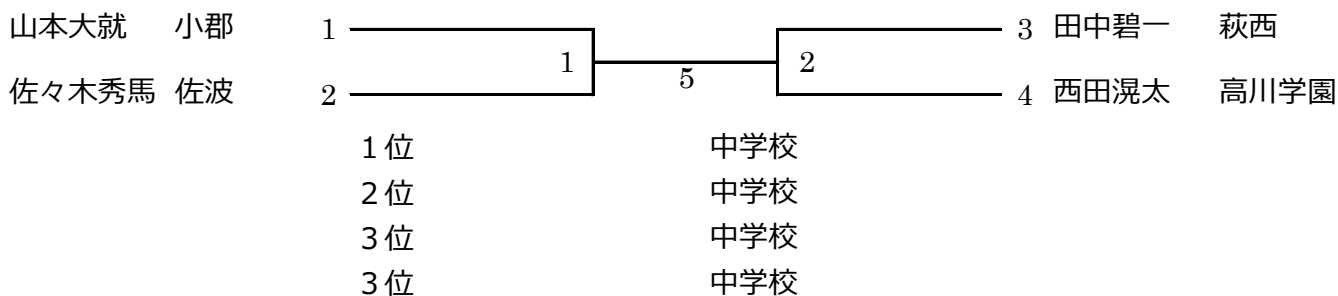 山本大就 小郡 1 3 田中碧一 萩西
1 5 2
佐々木秀馬 佐波 2 4 西田滉太 高川学園
１位 中学校
２位 中学校
３位 中学校
３位 中学校